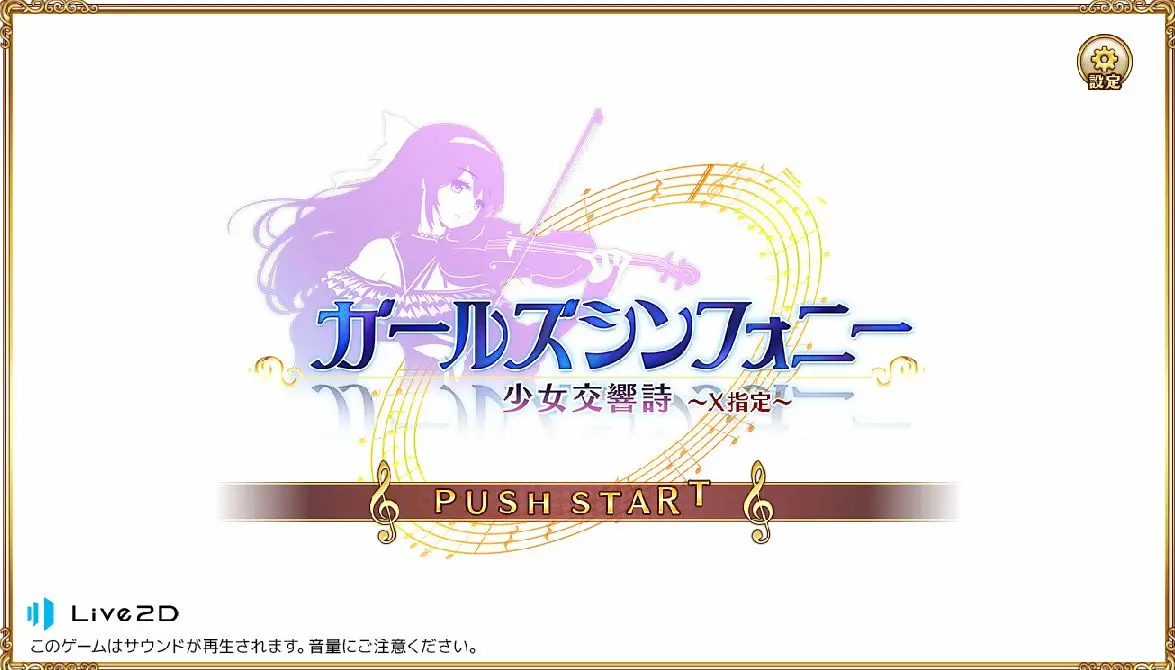 設定
ガールズシンフォニー
少女交響詩 ~X指定~
PUSH START
Live2D
このゲームはサウンドが再生されます。音量にご注意ください。